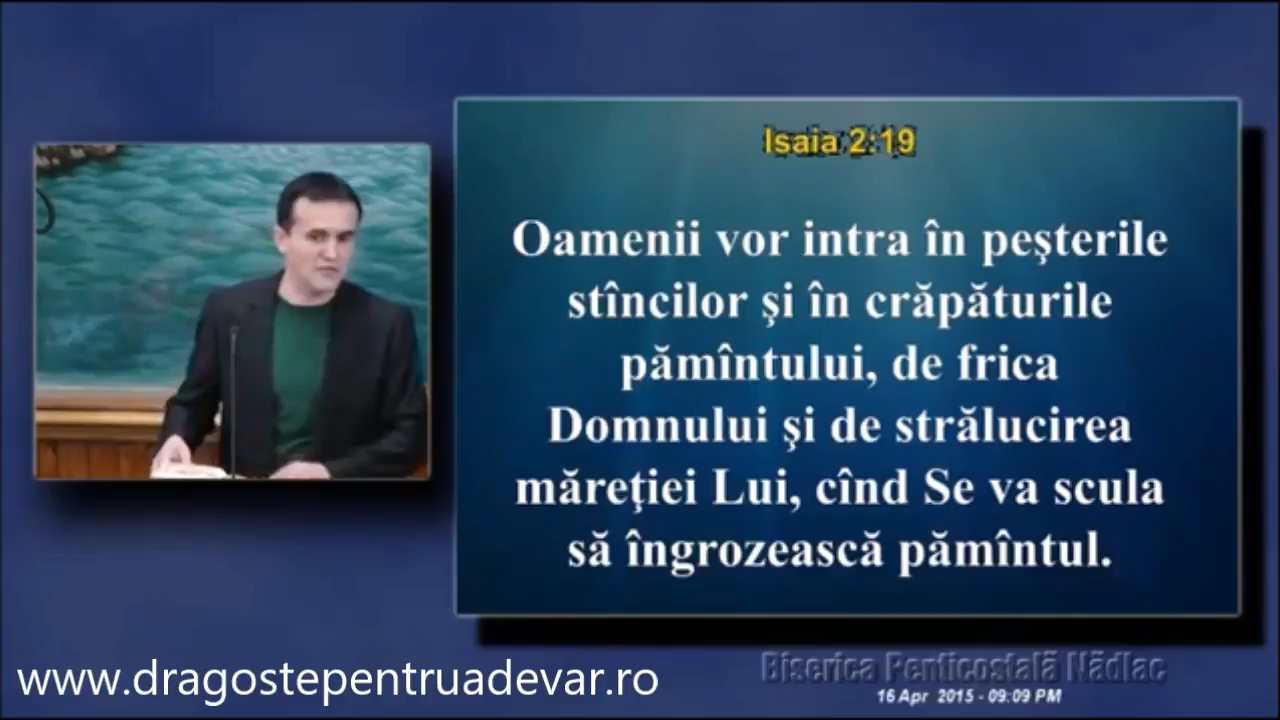 Isaia 2:19
Oamenii vor intra în peşterile
stîncilor şi în crăpăturile
pămîntului, de frica
Domnului şi de strălucirea
măreţiei Lui, cînd Se va scula
să îngrozească pămîntul.
www.dragostepentruadevar.ro
Biserica Penticostală Nădlac
16 Apr 2015 - 09:09 PM